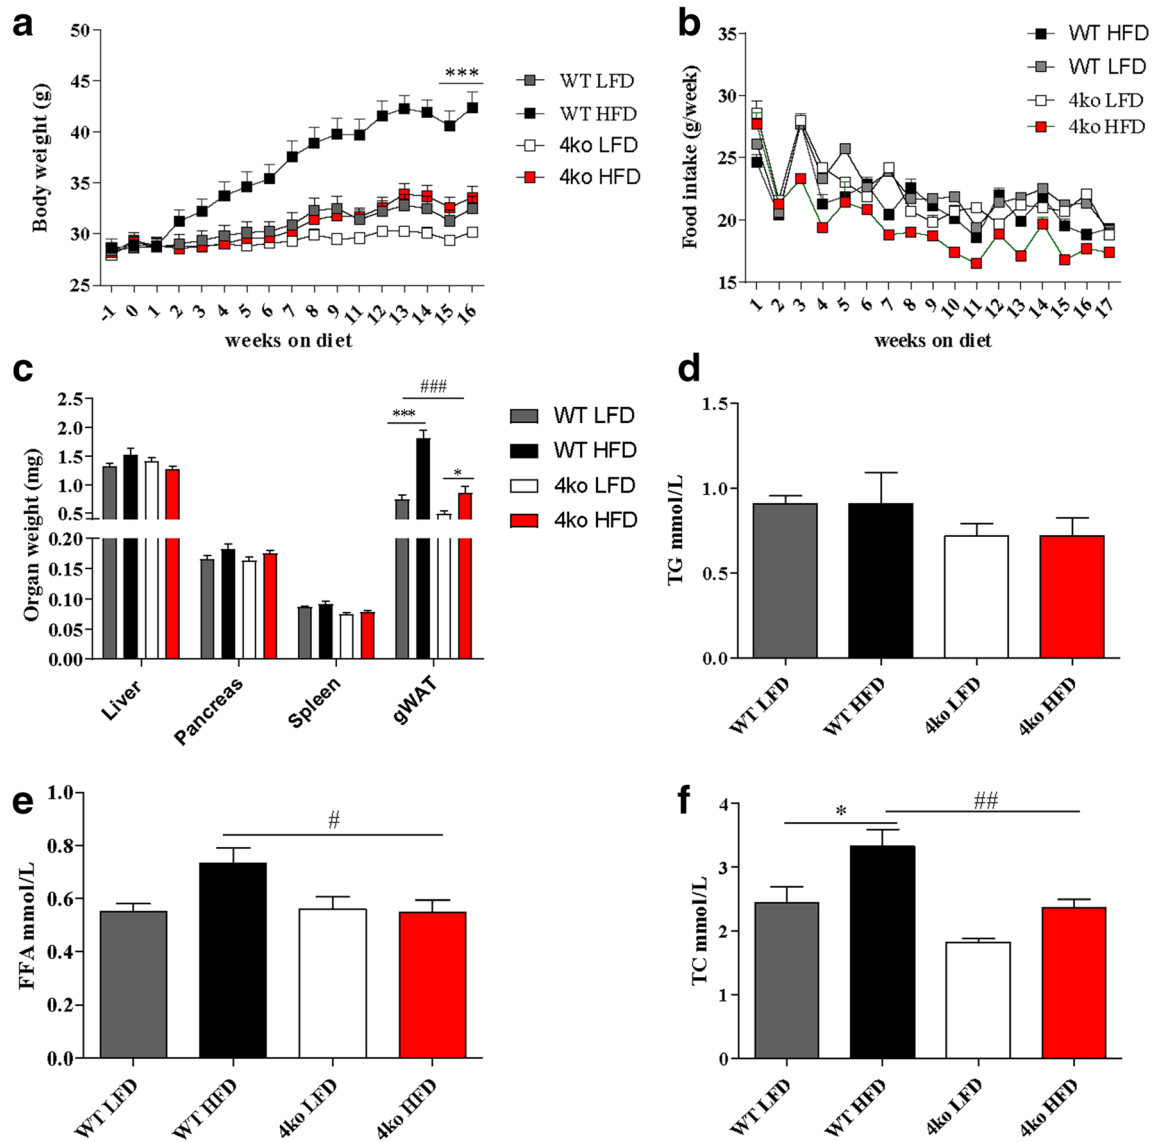 a
50
45
40
35
30
25
Body weight (g)
***
-1 0 1 2 3 4 5 6 7 8 9 10 11 12 13 14 15 16
weeks on diet
WT LFD
WT HFD
4ko LFD
4ko HFD
b
35
30
25
20
15
Food intake (g/week)
1 2 3 4 5 6 7 8 9 10 11 12 13 14 15 16 17
weeks on diet
WT HFD
WT LFD
4ko LFD
4ko HFD
c
2.5
2.0
1.5
1.0
0.5
0.20
0.15
0.10
0.05
0.00
Organ weight (mg)
###
***
*
Liver
Pancreas
Spleen
gWAT
WT LFD
WT HFD
4ko LFD
4ko HFD
d
1.5
1.0
0.5
0.0
TG mmol/L
WT LFD
WT HFD
4ko LFD
4ko HFD
e
1.0
0.8
0.6
0.4
0.2
0.0
FFA mmol/L
#
WT LFD
WT HFD
4ko LFD
4ko HFD
f
4
3
2
1
0
TC mmol/L
*
##
WT LFD
WT HFD
4ko LFD
4ko HFD